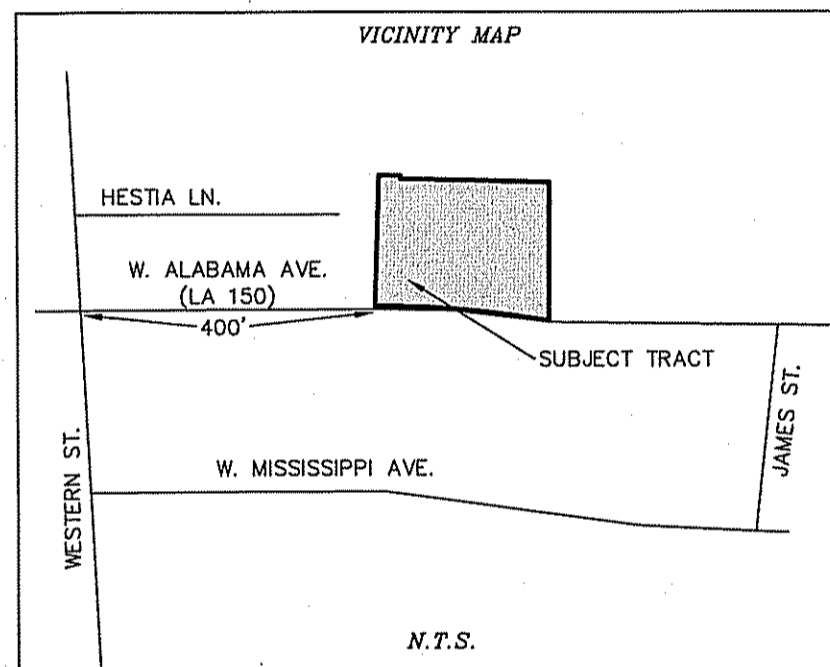 VICINITY MAP
HESTIA LN.
W. ALABAMA AVE.
(LA 150)
400'
SUBJECT TRACT
WESTERN ST.
JAMES ST.
W. MISSISSIPPI AVE.
N.T.S.